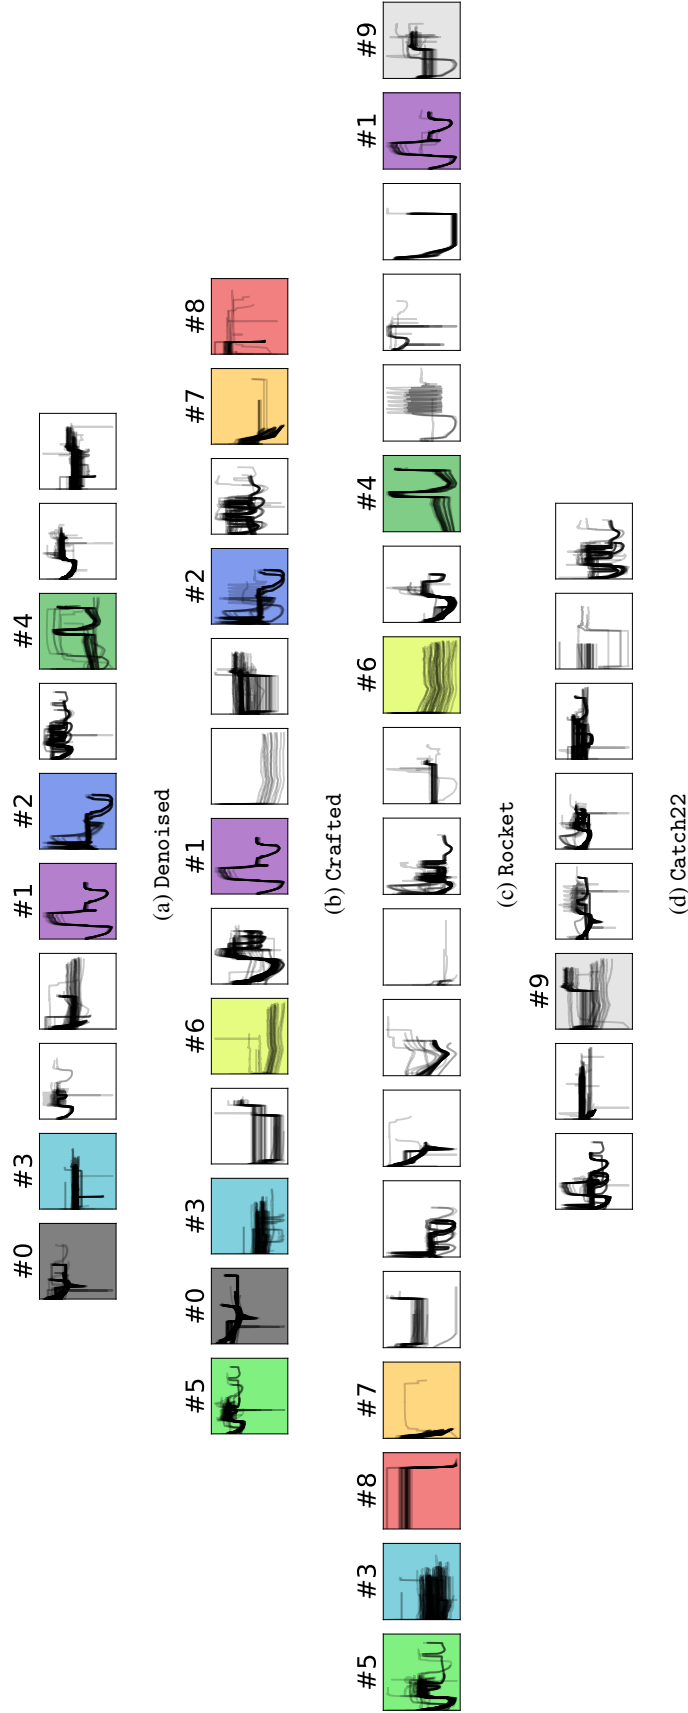 #0 #3 #1 #2 #4
(a) Denoised
#5 #0 #3 #6 #1 #2 #7 #8
(b) Crafted
#5 #3 #8 #7 #6 #4 #1 #9
(c) Rocket
#9
(d) Catch22